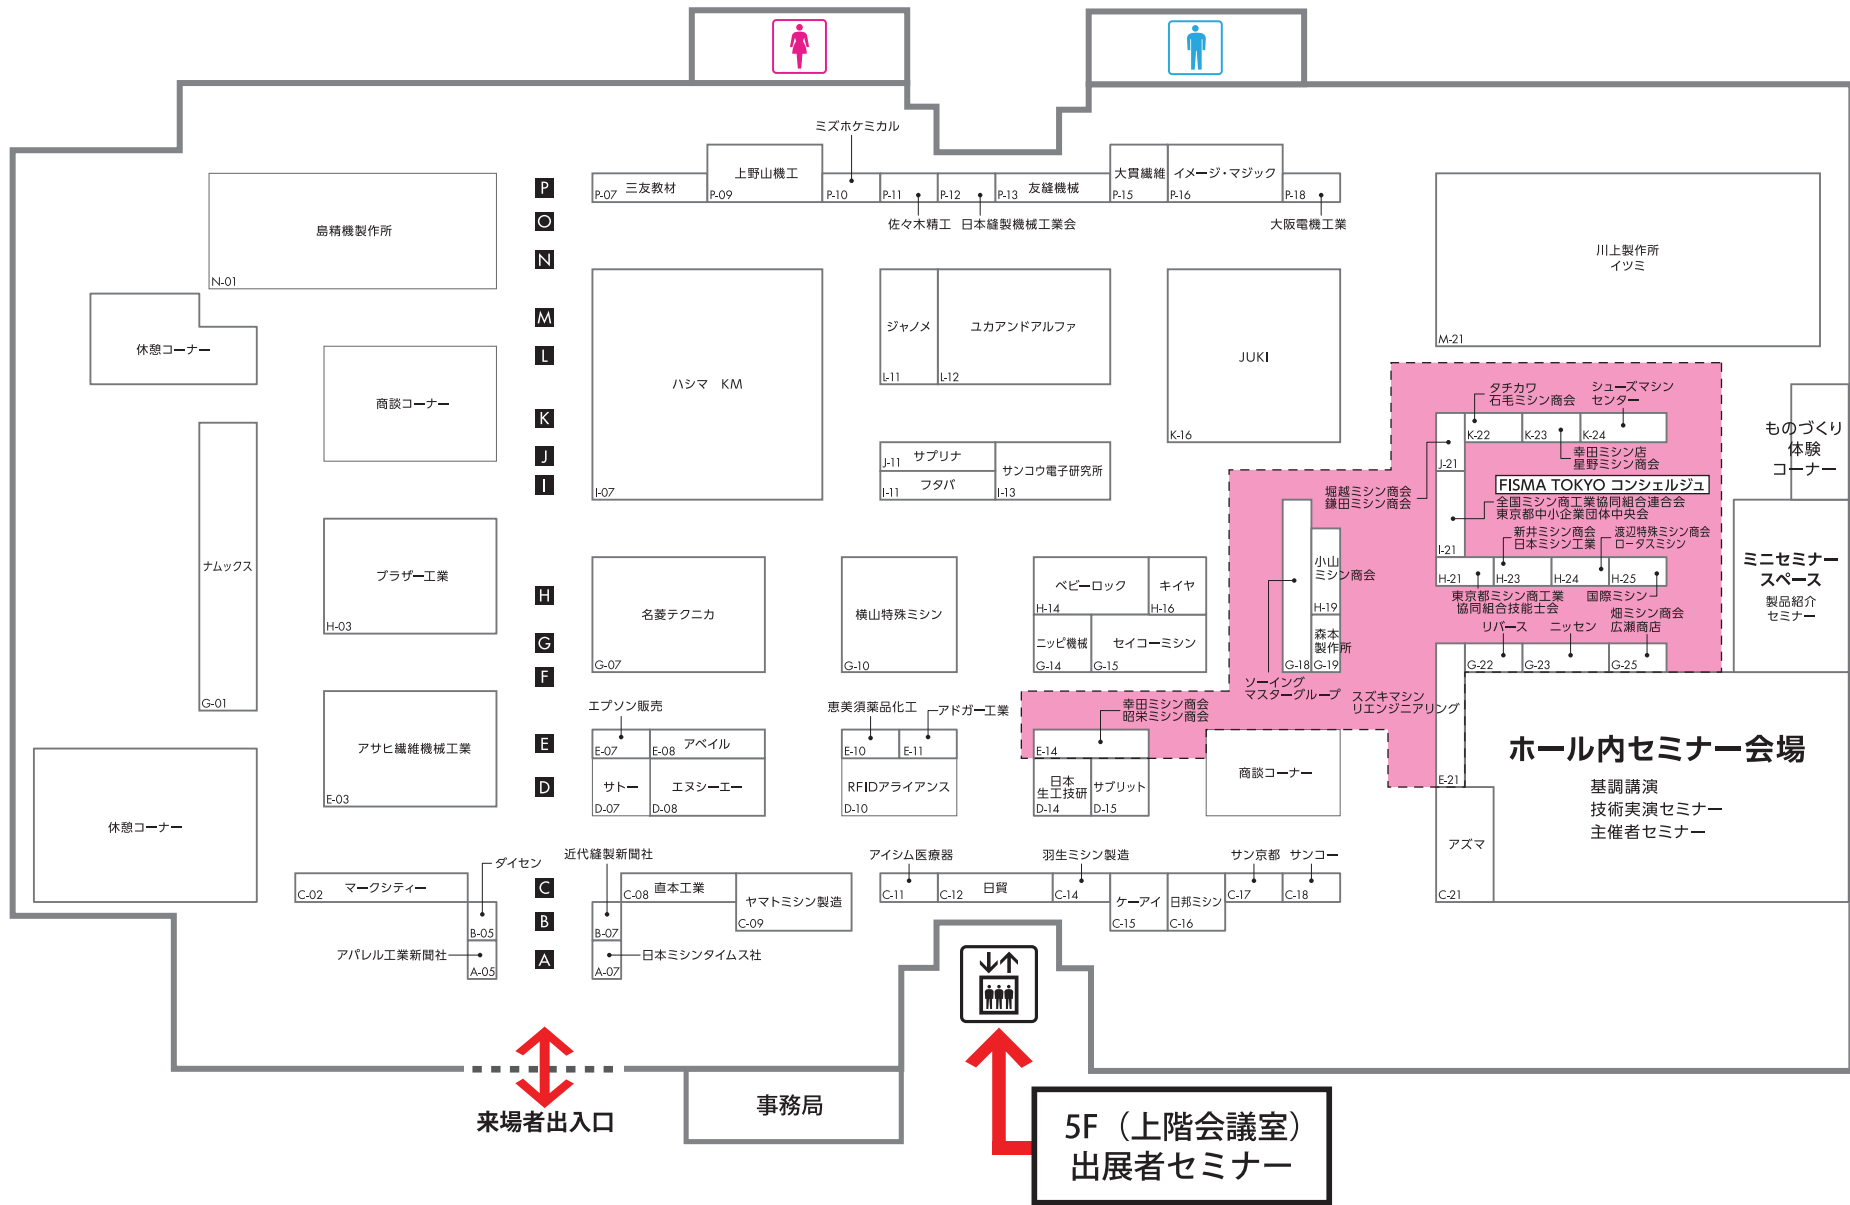 ミズホケミカル
P
P-07 三友教材
P-09 上野山機工
P-10
P-11
P-12
P-13 友縫機械
P-15 大貫繊維
P-16 イメージ・マジック
P-18
佐々木精工
日本縫製機械工業会
大阪電機工業
O
島精機製作所
N-01
N
川上製作所
イツミ
M-21
休憩コーナー
M
L
商談コーナー
ハシマ KM
I-07
ジャノメ
L-11
ユカアンドアルファ
L-12
JUKI
K-16
K
J
I
サプリナ
J-11
フタバ
I-11
サンコウ電子研究所
I-13
タチカワ
石毛ミシン商会
シューズマシン
センター
K-22
K-23
K-24
幸田ミシン店
星野ミシン商会
J-21
堀越ミシン商会
鎌田ミシン商会
FISMA TOKYO コンシェルジュ
全国ミシン商工業協同組合連合会
東京都中小企業団体中央会
I-21
新井ミシン商会
日本ミシン工業
渡辺特殊ミシン商会
ロータスミシン
H-21
H-23
H-24
H-25
東京都ミシン商工業
協同組合技能士会
国際ミシン
畑ミシン商会
広瀬商店
リバース
ニッセン
G-22
G-23
G-25
ものづくり
体験
コーナー
ミニセミナー
スペース
製品紹介
セミナー
ナムックス
G-01
ブラザー工業
H-03
H
G
F
名菱テクニカ
G-07
横山特殊ミシン
G-10
ベビーロック
H-14
キイヤ
H-16
ニッピ機械
G-14
セイコーミシン
G-15
小山
ミシン商会
H-19
森本
製作所
G-18
G-19
ソーイング
マスターグループ
スズキマシン
リエンジニアリング
E-21
アサヒ繊維機械工業
E-03
E
D
エプソン販売
E-07
E-08 アベイル
サトー
D-07
エヌシーエー
D-08
恵美須薬品化工
アドガー工業
E-10
E-11
RFIDアライアンス
D-10
幸田ミシン商会
昭栄ミシン商会
E-14
日本
生工技研
D-14
サブリット
D-15
商談コーナー
ホール内セミナー会場
基調講演
技術実演セミナー
主催者セミナー
アズマ
C-21
休憩コーナー
ダイセン
近代縫製新聞社
C
B
A
C-02 マークシティー
B-05
アパレル工業新聞社
A-05
B-07
A-07
日本ミシンタイムス社
C-08 直本工業
ヤマトミシン製造
C-09
アイシム医療器
羽生ミシン製造
サン京都
サンコー
C-11
C-12 日貿
C-14
ケーアイ
C-15
日邦ミシン
C-16
C-17
C-18
来場者出入口
事務局
5F（上階会議室）
出展者セミナー